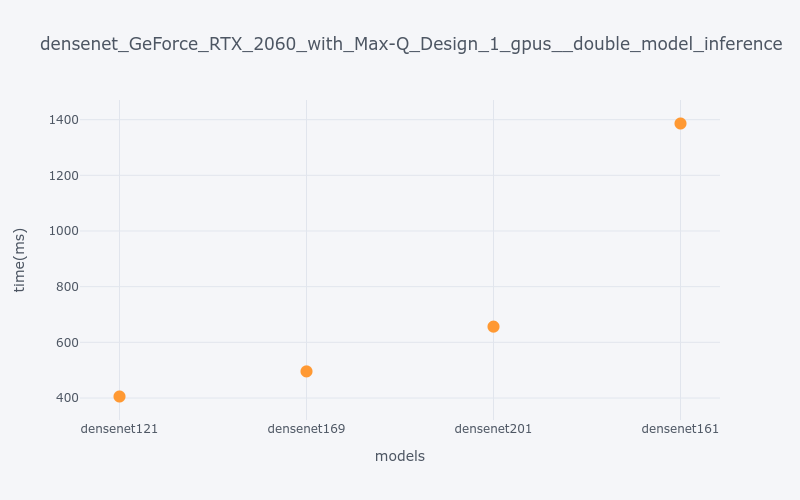 densenet_GeForce_RTX_2060_with_Max-Q_Design_1_gpus__double_model_inference
time(ms)
1400
1200
1000
800
600
400
densenet121
densenet169
densenet201
densenet161
models